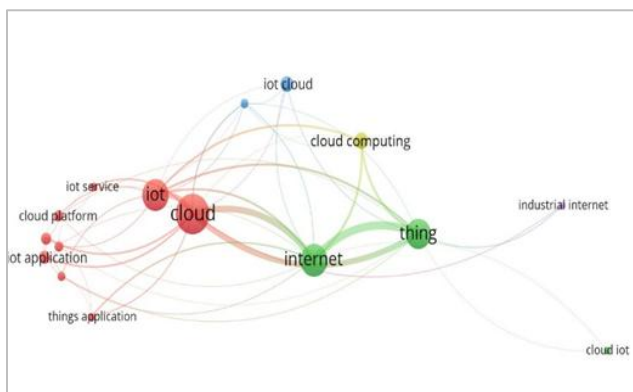 iot cloud
cloud computing
iot service
iot
industrial internet
cloud platform
cloud
thing
iot application
internet
things application
cloud iot